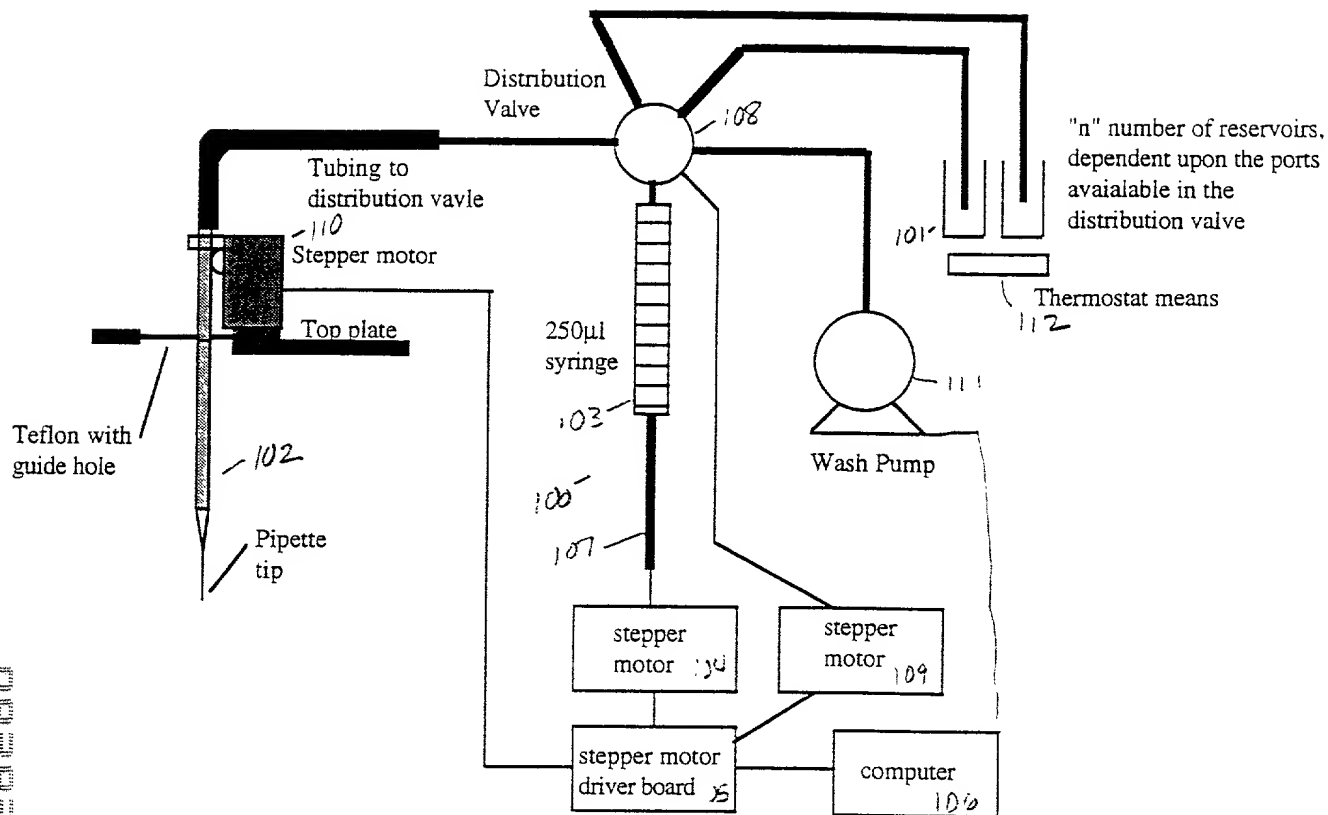 Distribution
Valve
108
"n" number of reservoirs,
dependent upon the ports
avaialable in the
distribution valve
Tubing to
distribution vavle
110
Stepper motor
101
Thermostat means
112
Top plate
250µl
syringe
111
103
Teflon with
guide hole
102
Wash Pump
100
107
Pipette
tip
stepper
motor 104
stepper
motor 109
stepper motor
driver board
computer
106